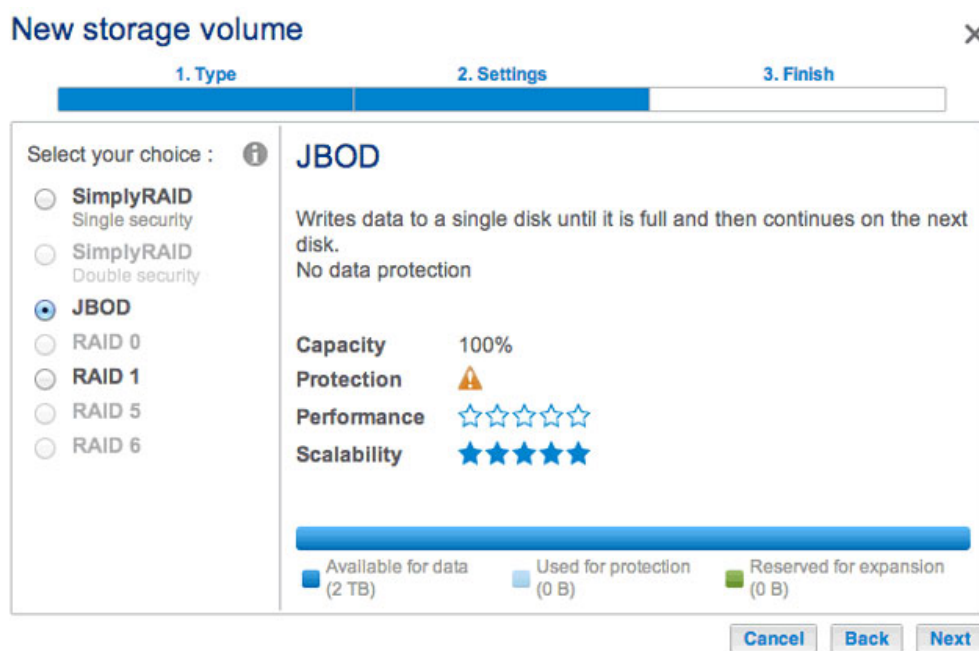 New storage volume
1. Type 2. Settings 3. Finish
Select your choice :
SimplyRAID
Single security
SimplyRAID
Double security
JBOD
RAID 0
RAID 1
RAID 5
RAID 6
JBOD
Writes data to a single disk until it is full and then continues on the next
disk.
No data protection
Capacity 100%
Protection
Performance
Scalability
Available for data
(2 TB)
Used for protection
(0 B)
Reserved for expansion
(0 B)
Cancel Back Next